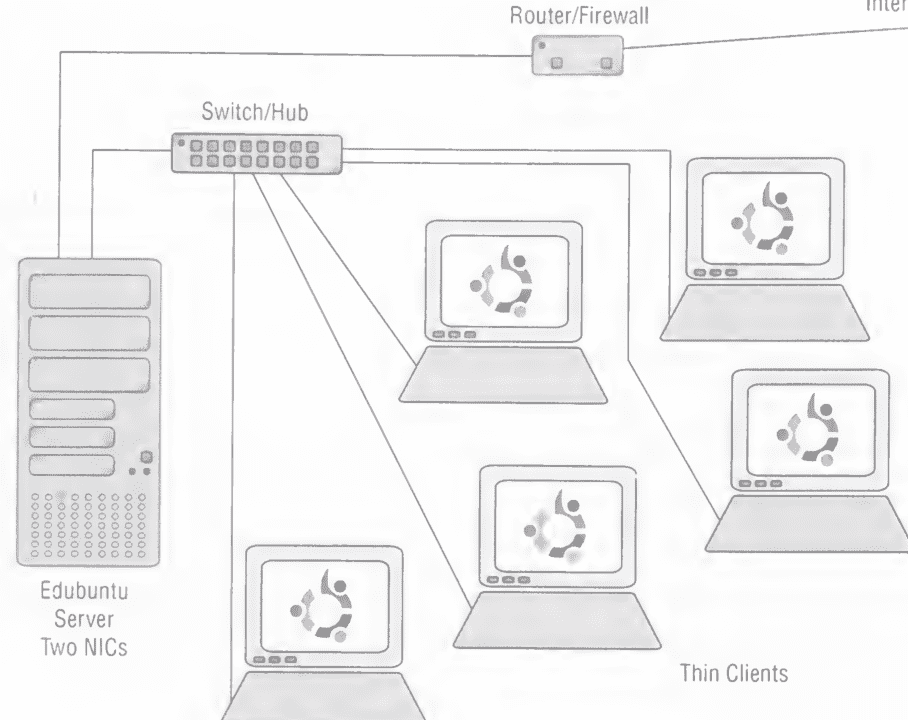 Router/Firewall
Switch/Hub
Edubuntu
Server
Two NICs
Thin Clients